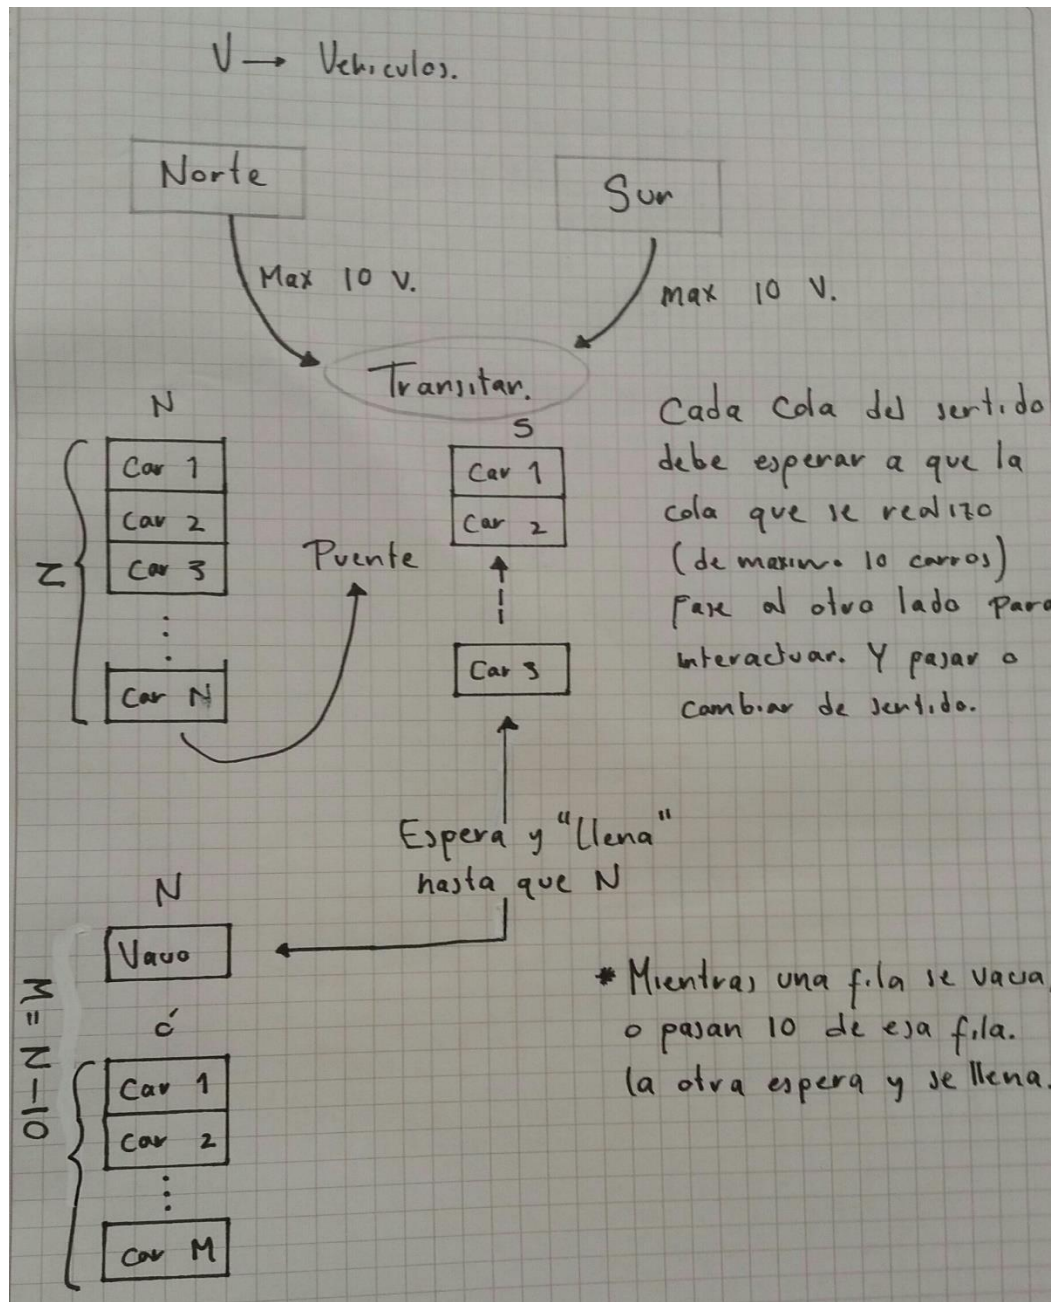 V → Vehiculos.
Norte
Sur
Max 10 V.
max 10 V.
Transitar.
N
Car 1
Car 2
Car 3
⋮
Car N
N
Puente
S
Car 1
Car 2
Car 3
Cada Cola del sentido
debe esperar a que la
cola que se realizo
(de maximo 10 carros)
Pase al otro lado para
interactuar. Y pasar o
cambiar de sentido.
Espera y "llena"
hasta que N
N
Vacio
ó
Car 1
Car 2
⋮
Car M
M = N - 10
* Mientras una fila se vacia
o pasan 10 de esa fila.
la otra espera y se llena.